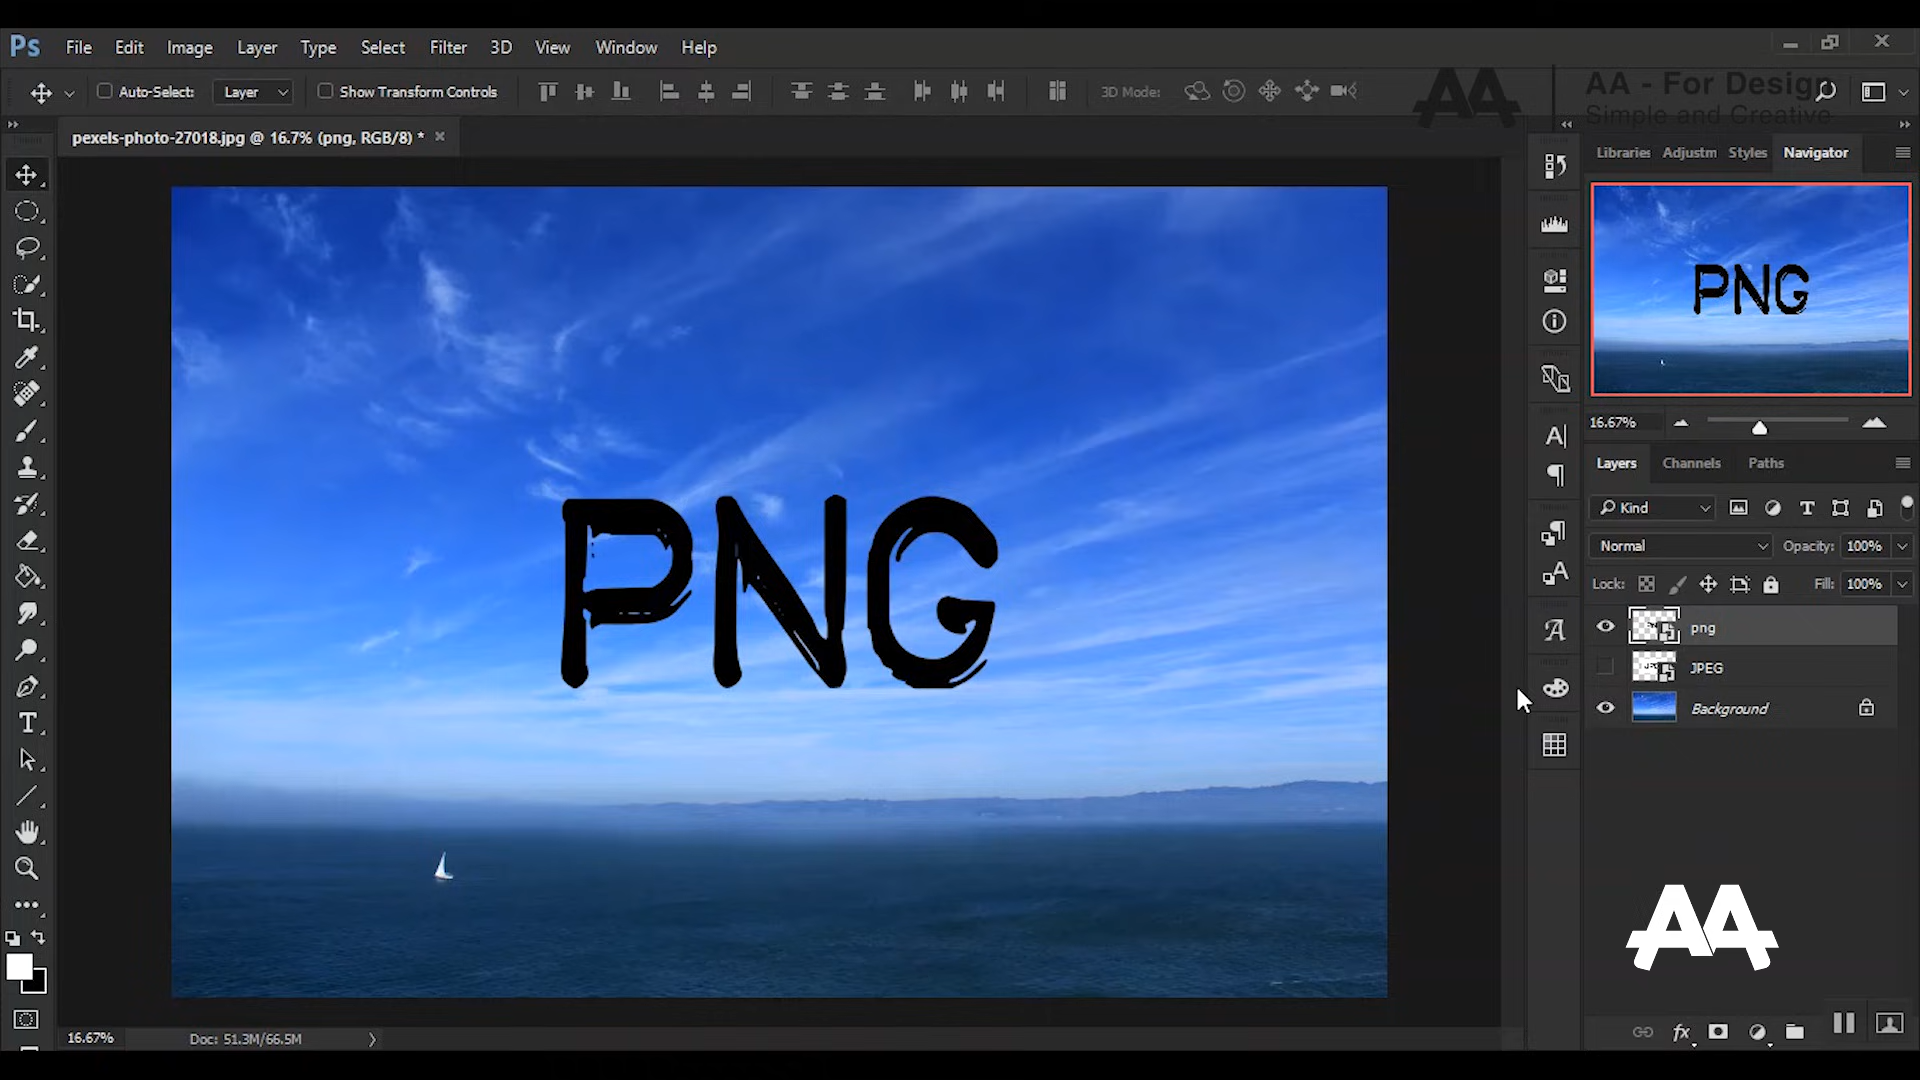 Ps File Edit Image Layer Type Select Filter 3D View Window Help
Auto-Select: Layer Show Transform Controls 3D Mode:
AA AA - For Design
Simple and Creative
pexels-photo-27018.jpg @ 16.7% (png, RGB/8) *
Libraries Adjustm Styles Navigator
PNG
16.67%
Layers Channels Paths
Kind
Normal Opacity: 100%
Lock: Fill: 100%
png
JPEG
Background
PNG
AA
16.67% Doc: 51.3M/66.5M
fx